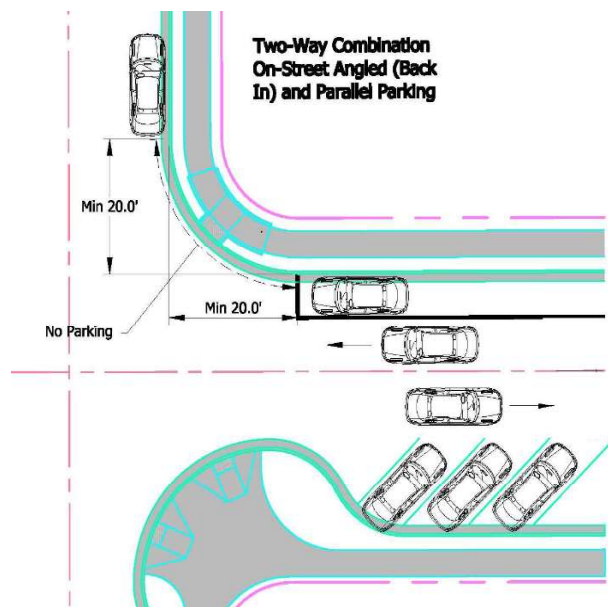 Two-Way Combination
On-Street Angled (Back
In) and Parallel Parking
Min 20.0'
Min 20.0'
No Parking